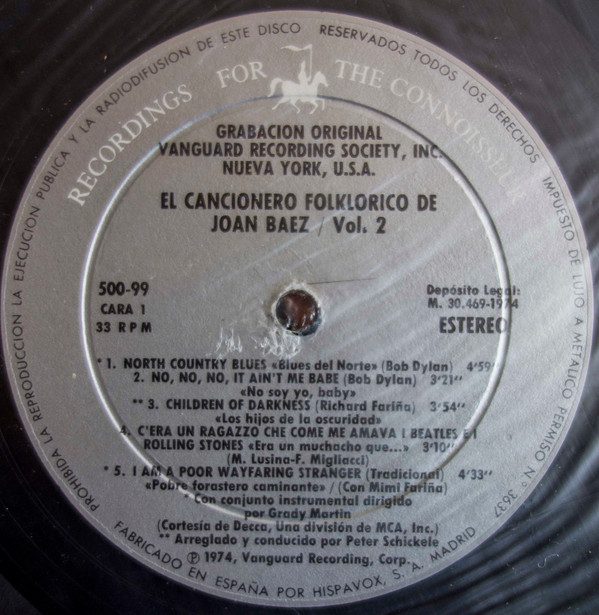 PROHIBIDA LA REPRODUCCION LA EJECUCION PUBLICA Y LA RADIODIFUSION DE ESTE DISCO RESERVADOS TODOS LOS DERECHOS IMPUESTO DE LUJO A METALICO PERMISO N.º 3637
RECORDINGS FOR THE CONNOISSEUR
GRABACION ORIGINAL
VANGUARD RECORDING SOCIETY, INC.
NUEVA YORK, U.S.A.
EL CANCIONERO FOLKLORICO DE
JOAN BAEZ / Vol. 2
500-99
CARA 1
33 RPM
Depósito Legal:
M. 30.469-1974
ESTEREO
* 1. NORTH COUNTRY BLUES «Blues del Norte» (Bob Dylan) 4'59''
2. NO, NO, NO, IT AIN'T ME BABE (Bob Dylan) 3'21''
«No soy yo, baby»
** 3. CHILDREN OF DARKNESS (Richard Fariña) 3'54''
«Los hijos de la oscuridad»
4. C'ERA UN RAGAZZO CHE COME ME AMAVA I BEATLES E I
ROLLING STONES «Era un muchacho que...» 3'10''
(M. Lusina-F. Migliacci)
* 5. I AM A POOR WAYFARING STRANGER (Tradicional) 4'33''
«Pobre forastero caminante» / (Con Mimi Fariña)
* Con conjunto instrumental dirigido
por Grady Martin
(Cortesía de Decca, Una división de MCA, Inc.)
** Arreglado y conducido por Peter Schickele
Ⓟ 1974, Vanguard Recording, Corp.
FABRICADO EN ESPAÑA POR HISPAVOX, S. A. MADRID